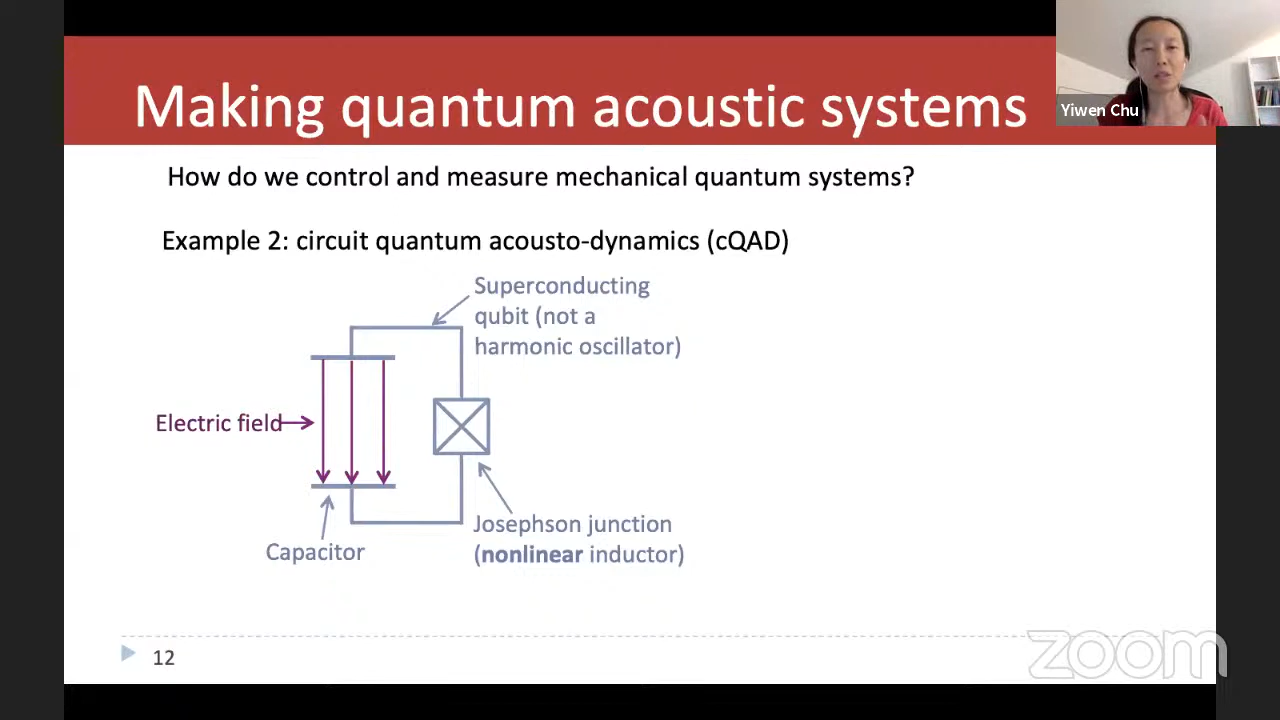 Making quantum acoustic systems
Yiwen Chu
How do we control and measure mechanical quantum systems?
Example 2: circuit quantum acousto-dynamics (cQAD)
Superconducting
qubit (not a
harmonic oscillator)
Electric field
Josephson junction
(nonlinear inductor)
Capacitor
12
zoom